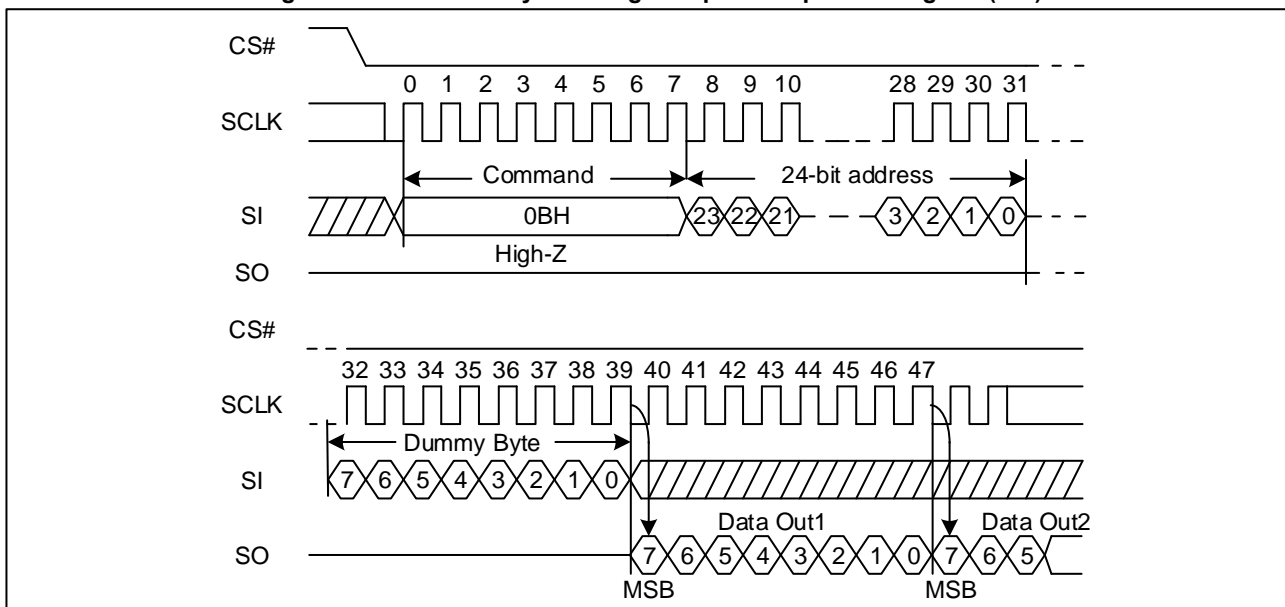 CS#
0 1 2 3 4 5 6 7 8 9 10 28 29 30 31
SCLK
Command 24-bit address
SI 0BH 23 22 21 3 2 1 0
High-Z
SO
CS#
32 33 34 35 36 37 38 39 40 41 42 43 44 45 46 47
SCLK
Dummy Byte
SI 7 6 5 4 3 2 1 0
Data Out1 Data Out2
SO 7 6 5 4 3 2 1 0 7 6 5
MSB MSB